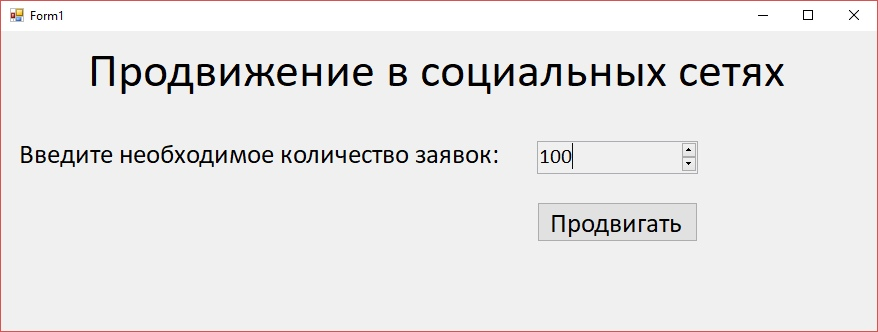 Form1
Продвижение в социальных сетях
Введите необходимое количество заявок:
100
Продвигать